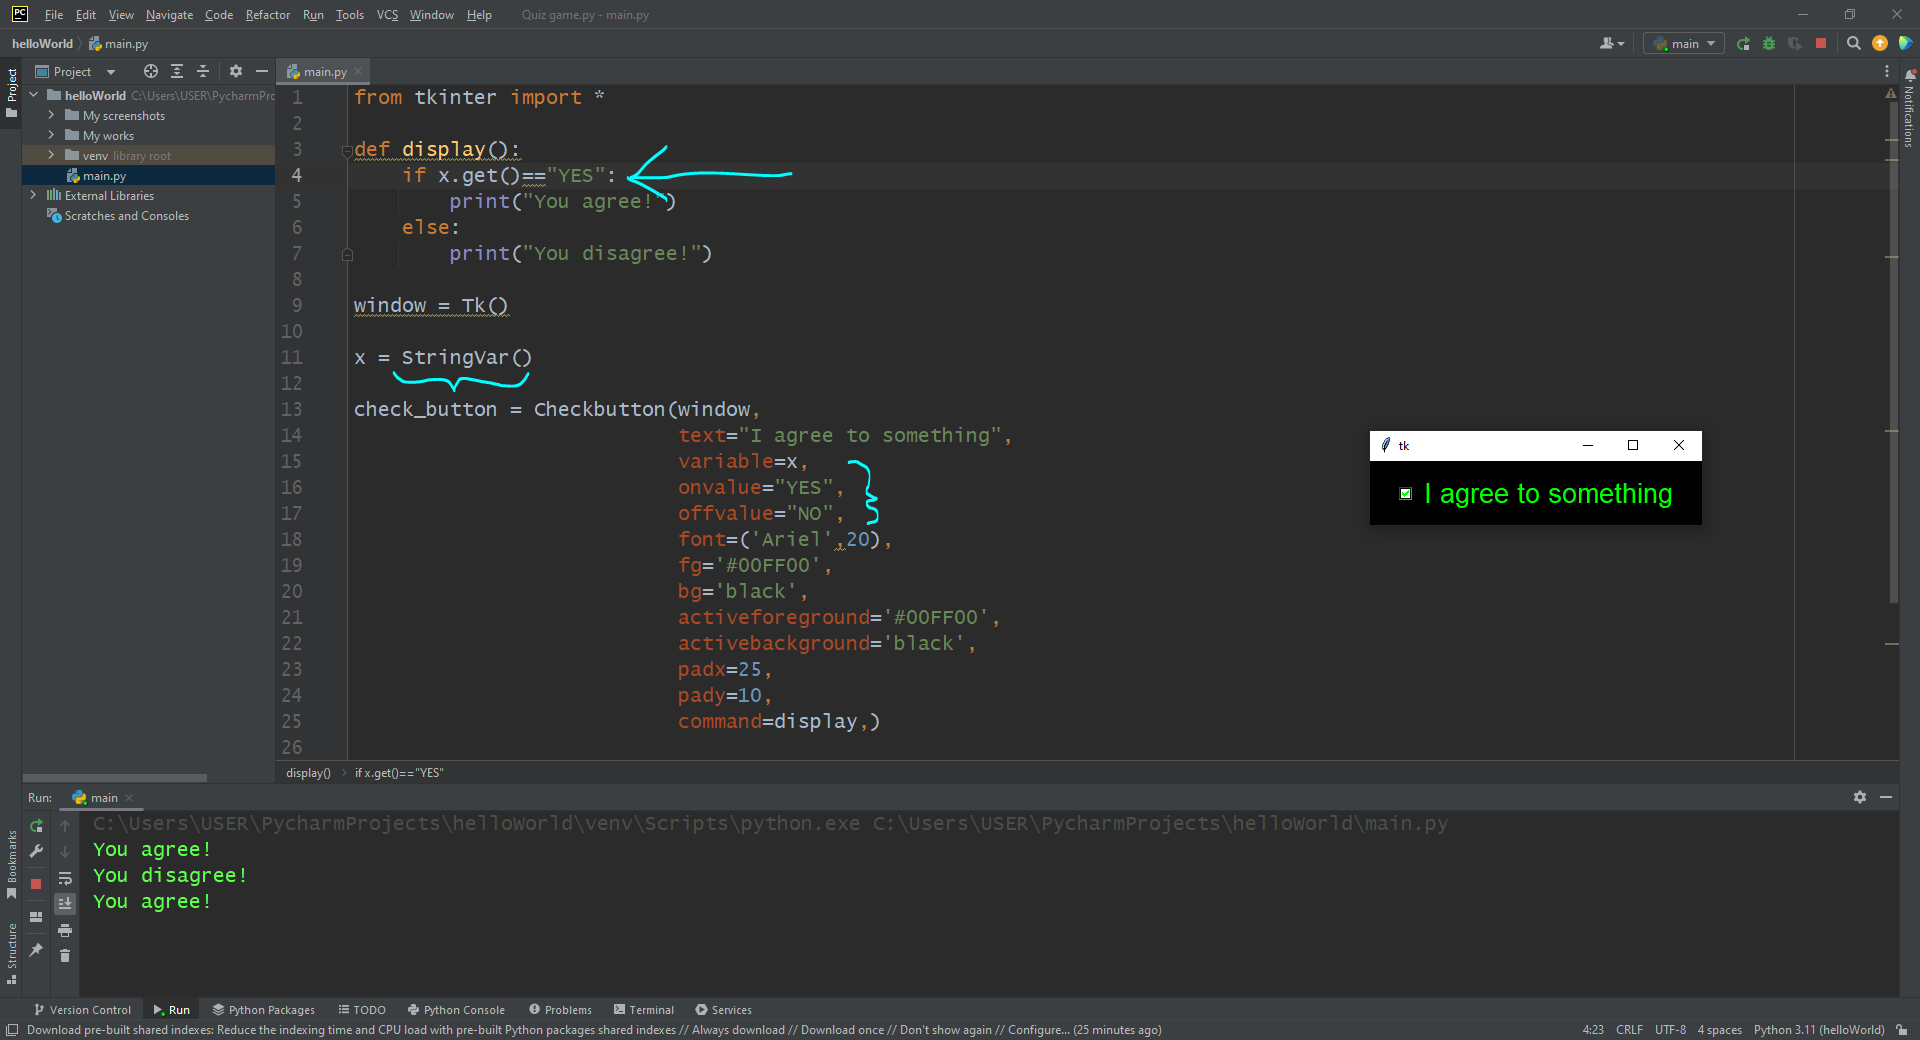 PC File Edit View Navigate Code Refactor Run Tools VCS Window Help Quiz game.py - main.py
helloWorld main.py main
Project
Project
main.py
Notifications
helloWorld C:\Users\USER\PycharmPro
My screenshots
My works
venv library root
main.py
External Libraries
Scratches and Consoles
1 from tkinter import *
2
3 def display():
4 if x.get()=="YES":
5 print("You agree!")
6 else:
7 print("You disagree!")
8
9 window = Tk()
10
11 x = StringVar()
12
13 check_button = Checkbutton(window,
14 text="I agree to something",
15 variable=x,
16 onvalue="YES",
17 offvalue="NO",
18 font=('Ariel',20),
19 fg='#00FF00',
20 bg='black',
21 activeforeground='#00FF00',
22 activebackground='black',
23 padx=25,
24 pady=10,
25 command=display,)
26
tk
I agree to something
display() if x.get()=="YES"
Run: main
C:\Users\USER\PycharmProjects\helloWorld\venv\Scripts\python.exe C:\Users\USER\PycharmProjects\helloWorld\main.py
You agree!
You disagree!
You agree!
Bookmarks
Structure
Version Control Run Python Packages TODO Python Console Problems Terminal Services
Download pre-built shared indexes: Reduce the indexing time and CPU load with pre-built Python packages shared indexes // Always download // Download once // Don't show again // Configure... (25 minutes ago) 4:23 CRLF UTF-8 4 spaces Python 3.11 (helloWorld)